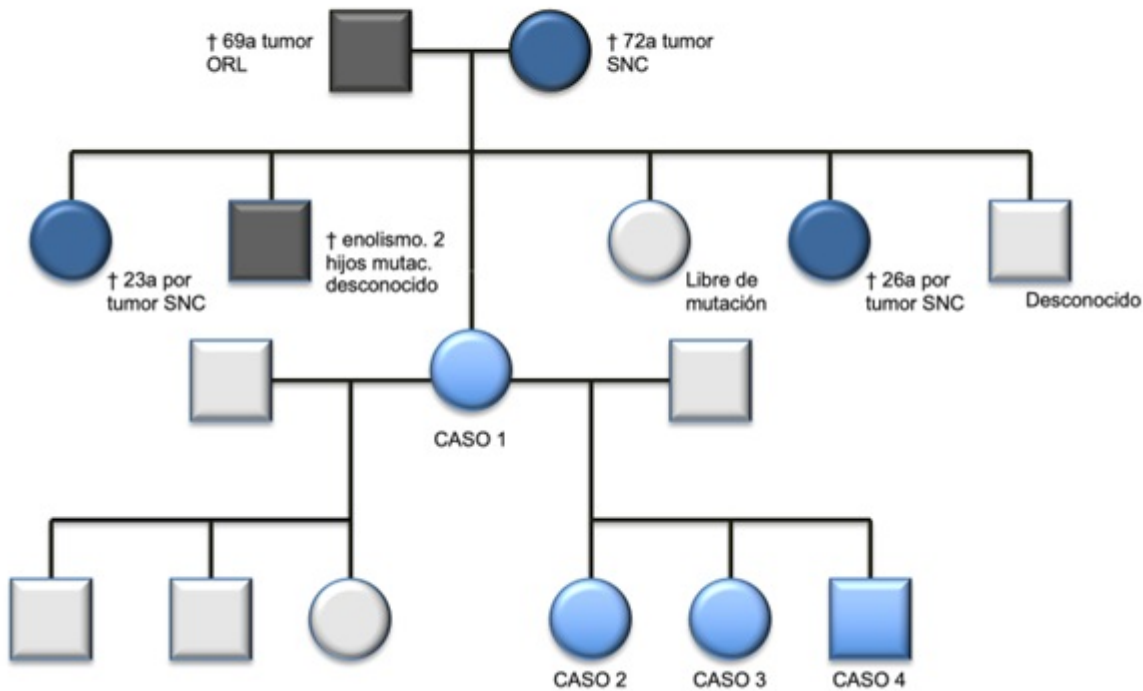 † 69a tumor
ORL
† 72a tumor
SNC
† 23a por
tumor SNC
† enolismo. 2
hijos mutac.
desconocido
Libre de
mutación
† 26a por
tumor SNC
Desconocido
CASO 1
CASO 2
CASO 3
CASO 4